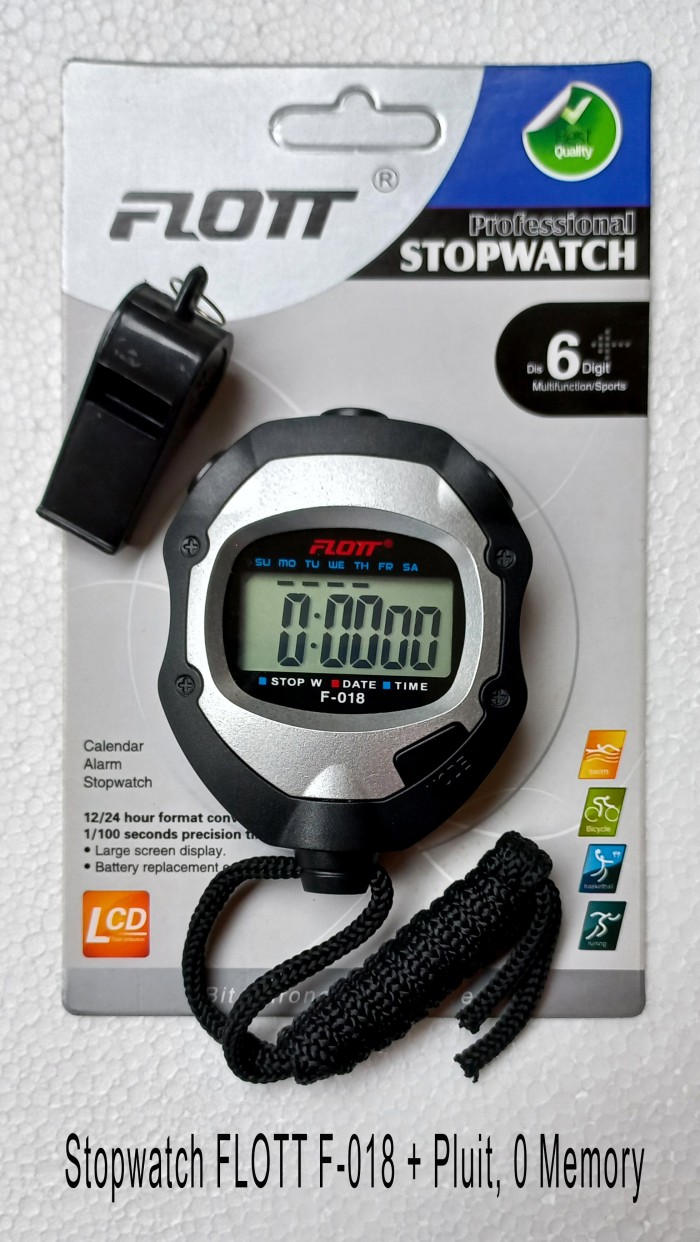 FLOTT ®
Best
Quality
Professional
STOPWATCH
Dis 6 Digit
Multifunction/Sports
FLOTT ®
SU MO TU WE TH FR SA
0:0000
STOP W DATE TIME
F-018
MODE
Calendar
Alarm
Stopwatch
12/24 hour format
1/100 seconds precision
• Large screen display.
• Battery replacement
swim
Bicycle
basketball
LCD
Stopwatch FLOTT F-018 + Pluit, 0 Memory